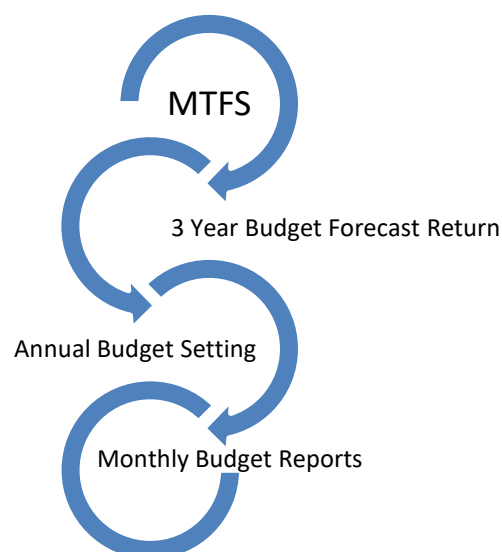 MTFS
3 Year Budget Forecast Return
Annual Budget Setting
Monthly Budget Reports